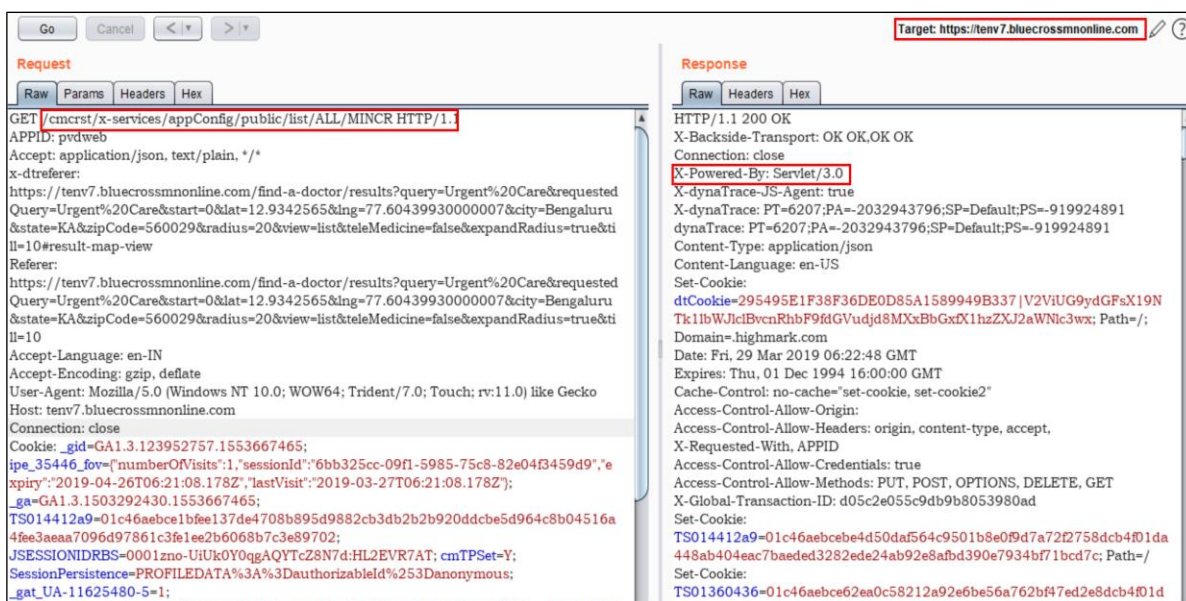 Go
Cancel
<
>
Target: https://tenv7.bluecrossmnonline.com
?
Request
Raw
Params
Headers
Hex
GET /cmcrst/x-services/appConfig/public/list/ALL/MINCR HTTP/1.1
APPID: pvdweb
Accept: application/json, text/plain, */*
x-dtreferer:
https://tenv7.bluecrossmnonline.com/find-a-doctor/results?query=Urgent%20Care&requested
Query=Urgent%20Care&start=0&lat=12.9342565&lng=77.60439930000007&city=Bengaluru
&state=KA&zipCode=560029&radius=20&view=list&teleMedicine=false&expandRadius=true&ti
ll=10#result-map-view
Referer:
https://tenv7.bluecrossmnonline.com/find-a-doctor/results?query=Urgent%20Care&requested
Query=Urgent%20Care&start=0&lat=12.9342565&lng=77.60439930000007&city=Bengaluru
&state=KA&zipCode=560029&radius=20&view=list&teleMedicine=false&expandRadius=true&ti
ll=10
Accept-Language: en-IN
Accept-Encoding: gzip, deflate
User-Agent: Mozilla/5.0 (Windows NT 10.0; WOW64; Trident/7.0; Touch; rv:11.0) like Gecko
Host: tenv7.bluecrossmnonline.com
Connection: close
Cookie: _gid=GA1.3.123952757.1553667465;
ipe_35446_fov={"numberOfVisits":1,"sessionId":"6bb325cc-09f1-5985-75c8-82e04f3459d9","e
xpiry":"2019-04-26T06:21:08.178Z","lastVisit":"2019-03-27T06:21:08.178Z"};
_ga=GA1.3.1503292430.1553667465;
TS014412a9=01c46aebce1bfee137de4708b895d9882cb3db2b2b920ddcbe5d964c8b04516a
4fee3aeaa7096d97861c3fe1ee2b6068b7c3e89702;
JSESSIONIDRBS=0001zno-UiUk0Y0qgAQYTcZ8N7d:HL2EVR7AT; cmTPSet=Y;
SessionPersistence=PROFILEDATA%3A%3DauthorizableId%253Danonymous;
_gat_UA-11625480-5=1;
Response
Raw
Headers
Hex
HTTP/1.1 200 OK
X-Backside-Transport: OK OK,OK OK
Connection: close
X-Powered-By: Servlet/3.0
X-dynaTrace-JS-Agent: true
X-dynaTrace: PT=6207;PA=-2032943796;SP=Default;PS=-919924891
dynaTrace: PT=6207;PA=-2032943796;SP=Default;PS=-919924891
Content-Type: application/json
Content-Language: en-US
Set-Cookie:
dtCookie=295495E1F38F36DE0D85A1589949B337|V2ViUG9ydGFsX19N
Tk1lbWJlclBvcnRhbF9fdGVudjd8MXxBbGxfX1hzZXJ2aWNlc3wx; Path=/;
Domain=.highmark.com
Date: Fri, 29 Mar 2019 06:22:48 GMT
Expires: Thu, 01 Dec 1994 16:00:00 GMT
Cache-Control: no-cache="set-cookie, set-cookie2"
Access-Control-Allow-Origin:
Access-Control-Allow-Headers: origin, content-type, accept,
X-Requested-With, APPID
Access-Control-Allow-Credentials: true
Access-Control-Allow-Methods: PUT, POST, OPTIONS, DELETE, GET
X-Global-Transaction-ID: d05c2e055c9db9b8053980ad
Set-Cookie:
TS014412a9=01c46aebcebe4d50daf564c9501b8e0f9d7a72f2758dcb4f01da
448ab404eac7baeded3282ede24ab92e8afbd390e7934bf71bcd7c; Path=/
Set-Cookie:
TS01360436=01c46aebce62ea0c58212a92e6be56a762bf47ed2e8dcb4f01d